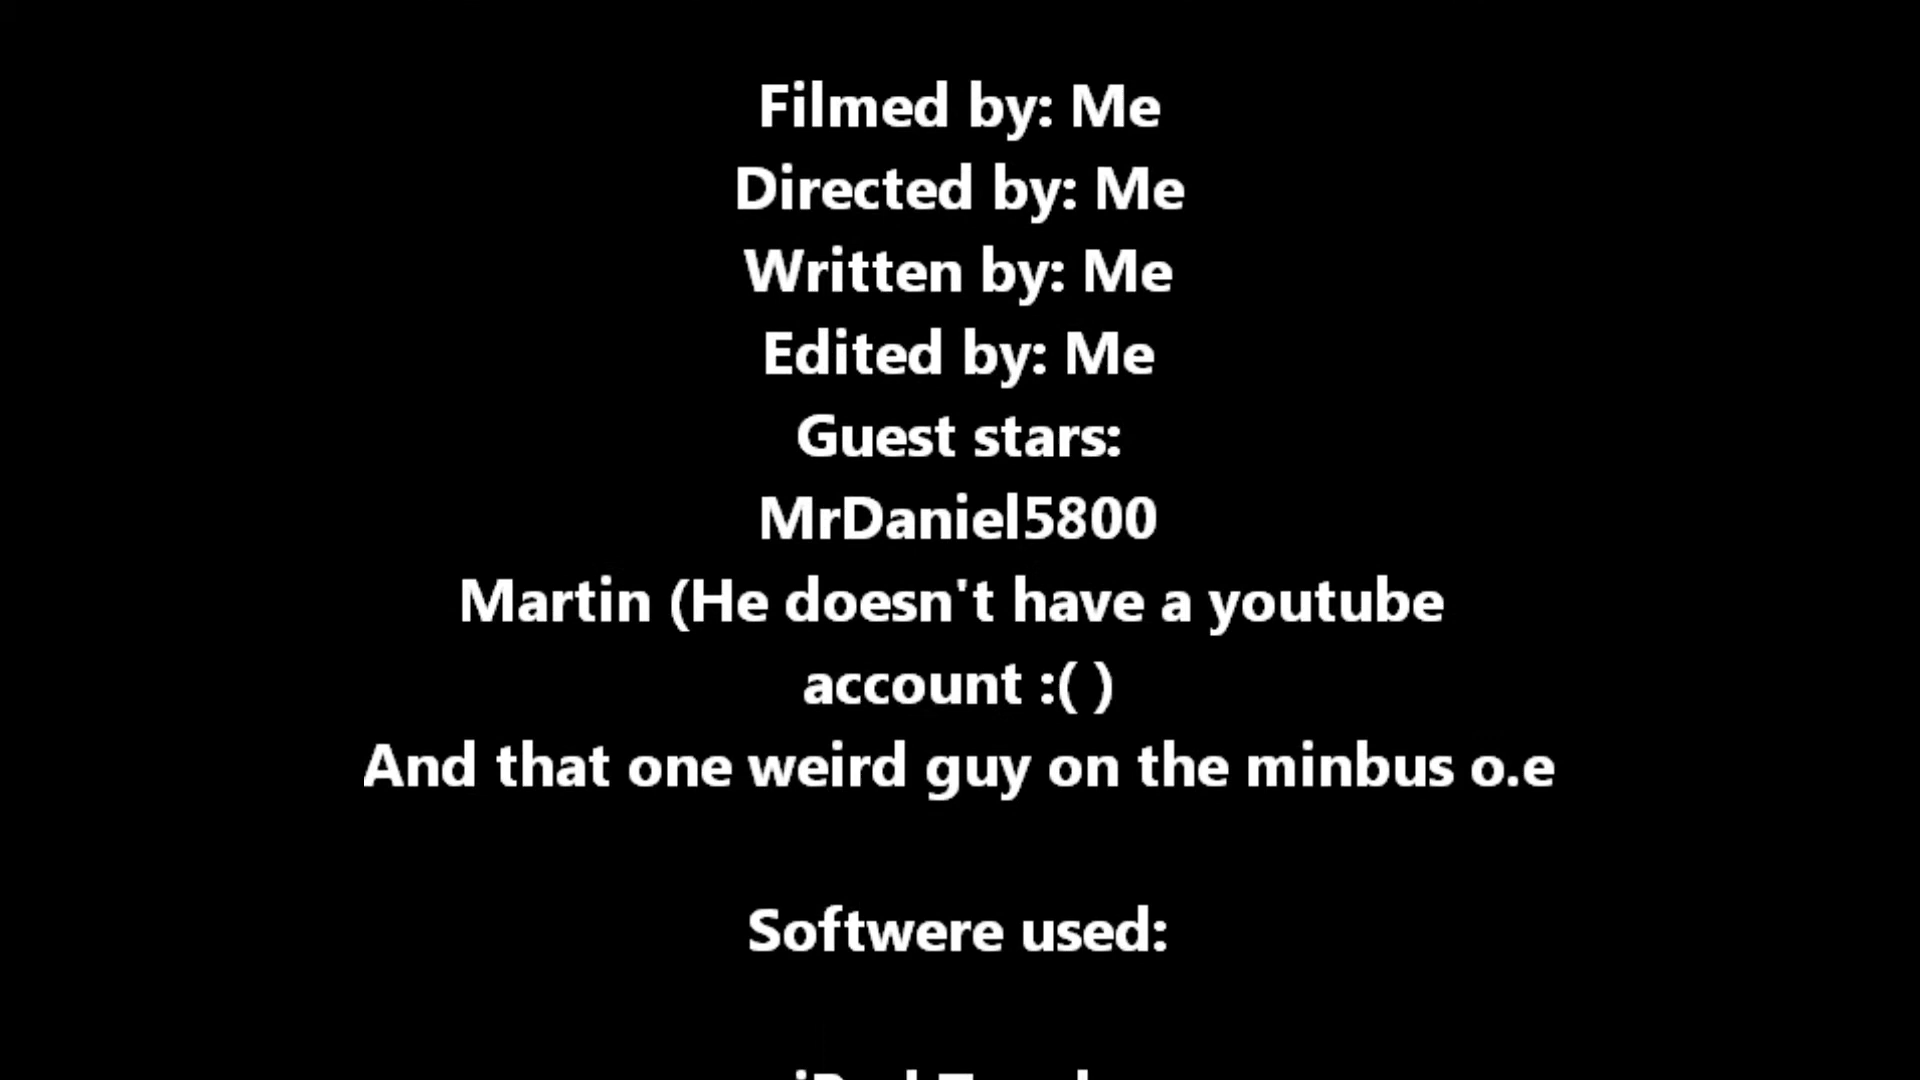 Filmed by: Me
Directed by: Me
Written by: Me
Edited by: Me
Guest stars:
MrDaniel5800
Martin (He doesn't have a youtube
account :( )
And that one weird guy on the minbus o.e
Softwere used: